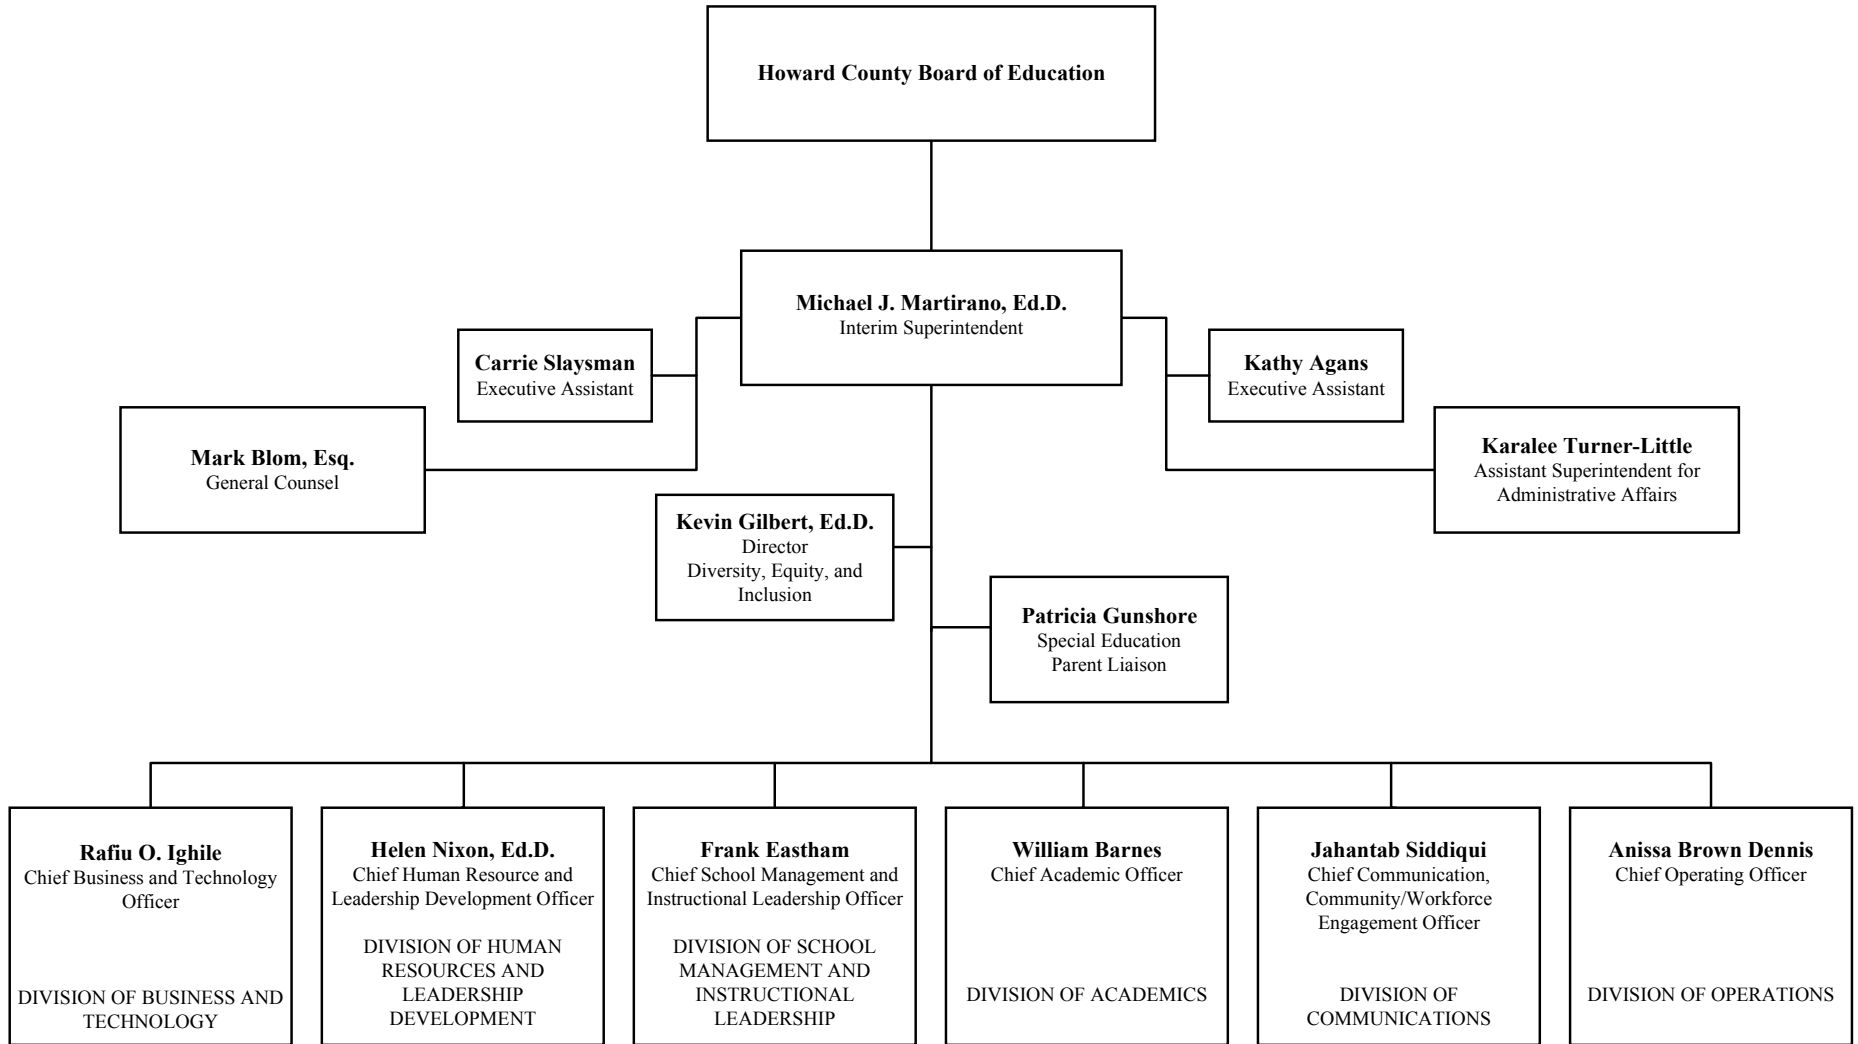 Howard County Board of Education
Michael J. Martirano, Ed.D.
Interim Superintendent
Carrie Slaysman
Executive Assistant
Kathy Agans
Executive Assistant
Mark Blom, Esq.
General Counsel
Karalee Turner-Little
Assistant Superintendent for
Administrative Affairs
Kevin Gilbert, Ed.D.
Director
Diversity, Equity, and
Inclusion
Patricia Gunshore
Special Education
Parent Liaison
Rafiu O. Ighile
Chief Business and Technology
Officer
DIVISION OF BUSINESS AND
TECHNOLOGY
Helen Nixon, Ed.D.
Chief Human Resource and
Leadership Development Officer
DIVISION OF HUMAN
RESOURCES AND
LEADERSHIP
DEVELOPMENT
Frank Eastham
Chief School Management and
Instructional Leadership Officer
DIVISION OF SCHOOL
MANAGEMENT AND
INSTRUCTIONAL
LEADERSHIP
William Barnes
Chief Academic Officer
DIVISION OF ACADEMICS
Jahantab Siddiqui
Chief Communication,
Community/Workforce
Engagement Officer
DIVISION OF
COMMUNICATIONS
Anissa Brown Dennis
Chief Operating Officer
DIVISION OF OPERATIONS